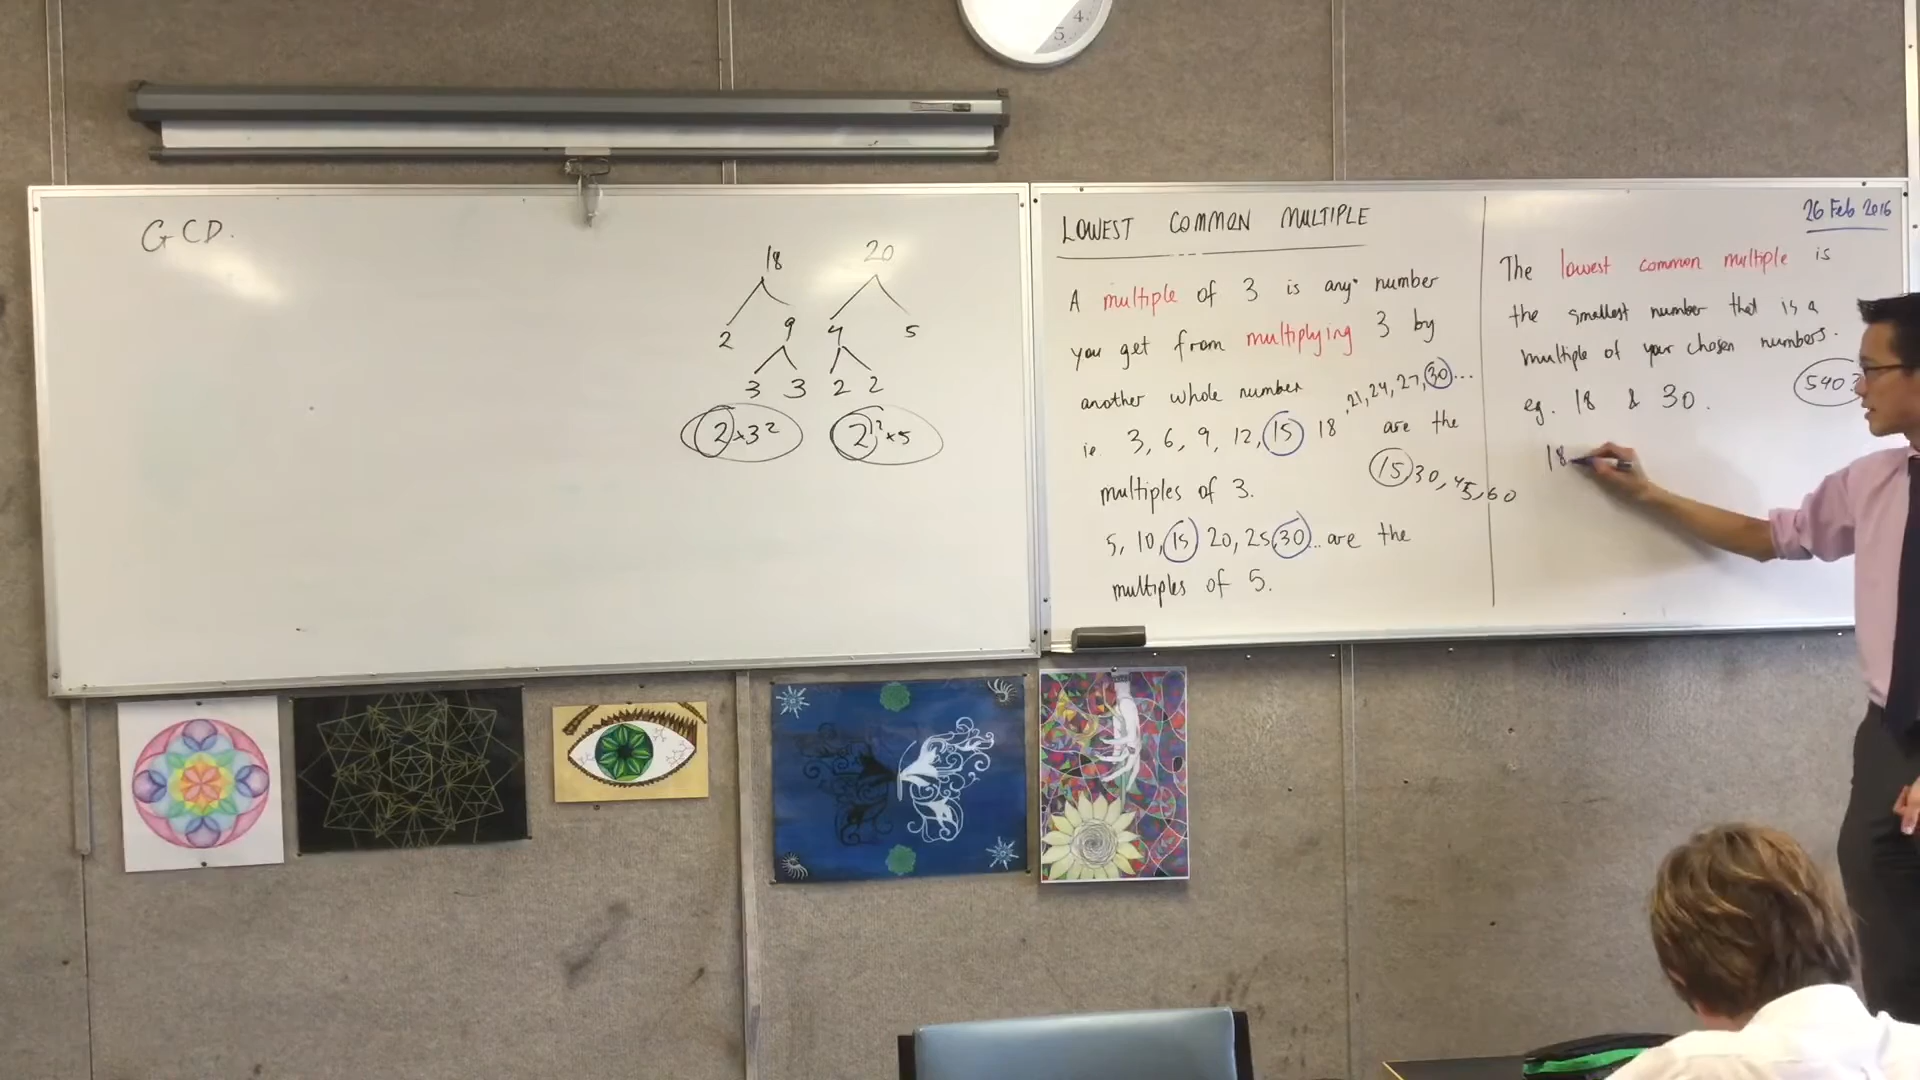 5 4
GCD.
18 20
2 9 4 5
3 3 2 2
2×3² 2²×5
LOWEST COMMON MULTIPLE
A multiple of 3 is any number
you get from multiplying 3 by
another whole number
, 21, 24, 27, 30...
ie. 3, 6, 9, 12, 15 18 are the
multiples of 3.
15, 30, 45, 60
5, 10, 15 20, 25 30... are the
multiples of 5.
26 Feb 2016
The lowest common multiple is
the smallest number that is a
multiple of your chosen numbers.
540?
eg. 18 & 30.
18